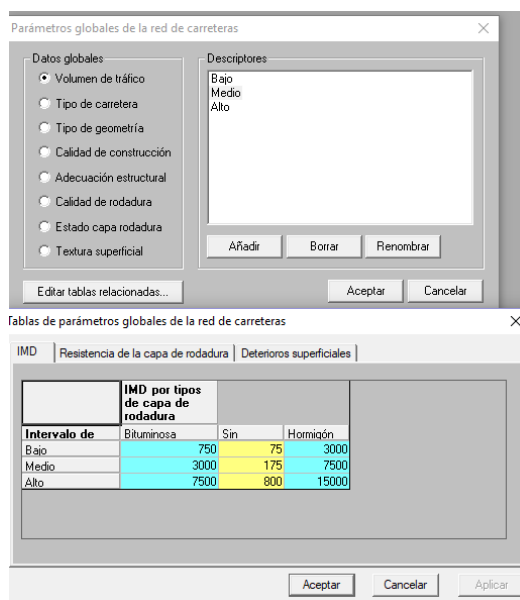 Parámetros globales de la red de carreteras
Datos globales
Volumen de tráfico
Tipo de carretera
Tipo de geometría
Calidad de construcción
Adecuación estructural
Calidad de rodadura
Estado capa rodadura
Textura superficial
Descriptores
Bajo
Medio
Alto
Añadir Borrar Renombrar
Editar tablas relacionadas... Aceptar Cancelar
Tablas de parámetros globales de la red de carreteras
IMD Resistencia de la capa de rodadura Deterioros superficiales
IMD por tipos
de capa de
rodadura
Intervalo de Bituminosa Sin Hormigón
Bajo 750 75 3000
Medio 3000 175 7500
Alto 7500 800 15000
Aceptar Cancelar Aplicar